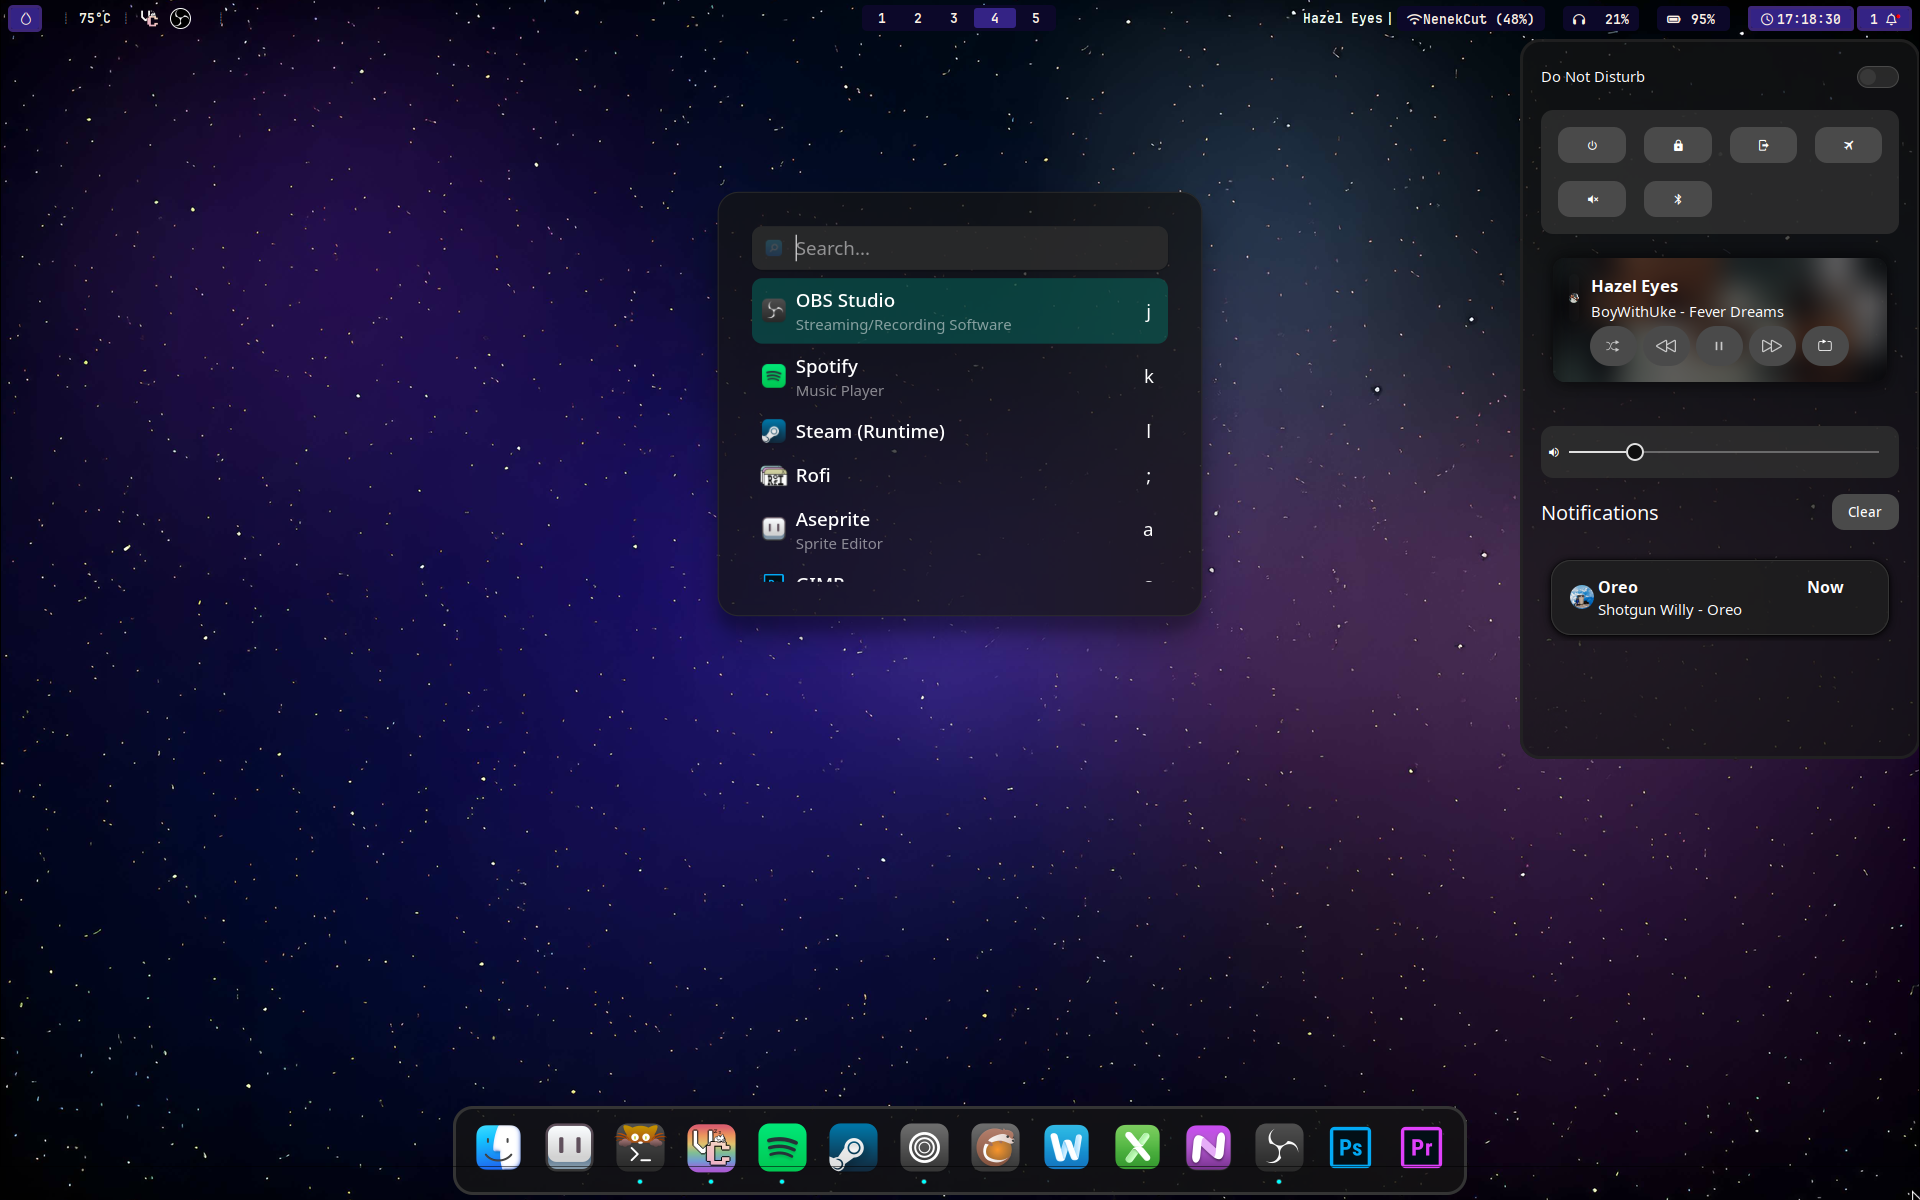 75°C
1 2 3 4 5
Hazel Eyes | NenekCut (48%) 21% 95% 17:18:30 1
Do Not Disturb
Hazel Eyes
BoyWithUke - Fever Dreams
Notifications
Clear
Oreo Now
Shotgun Willy - Oreo
Search...
OBS Studio
Streaming/Recording Software
j
Spotify
Music Player
k
Steam (Runtime) l
Rofi ;
Aseprite
Sprite Editor
a
GIMP
UC
W X N Ps Pr